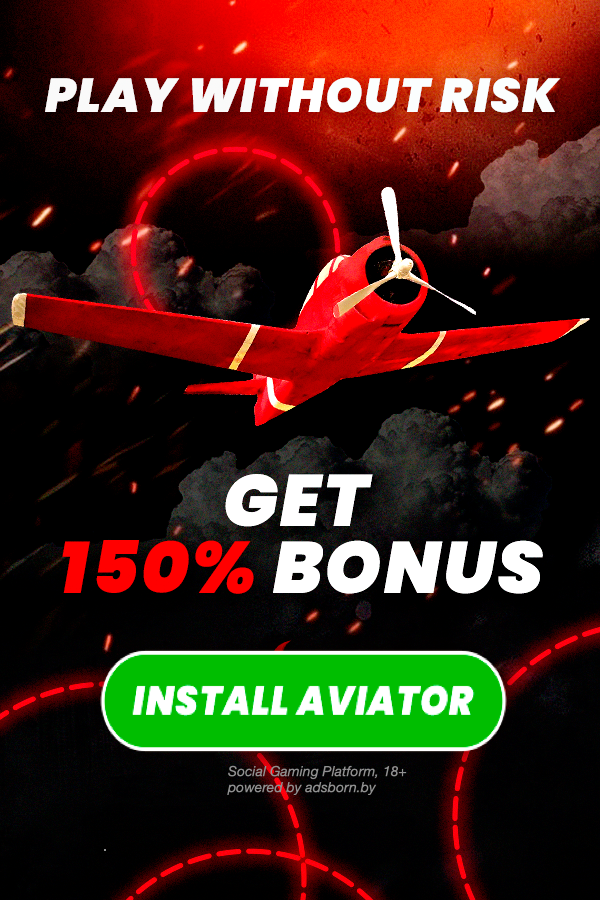 PLAY WITHOUT RISK
GET
150% BONUS
INSTALL AVIATOR
Social Gaming Platform, 18+
powered by adsborn.by